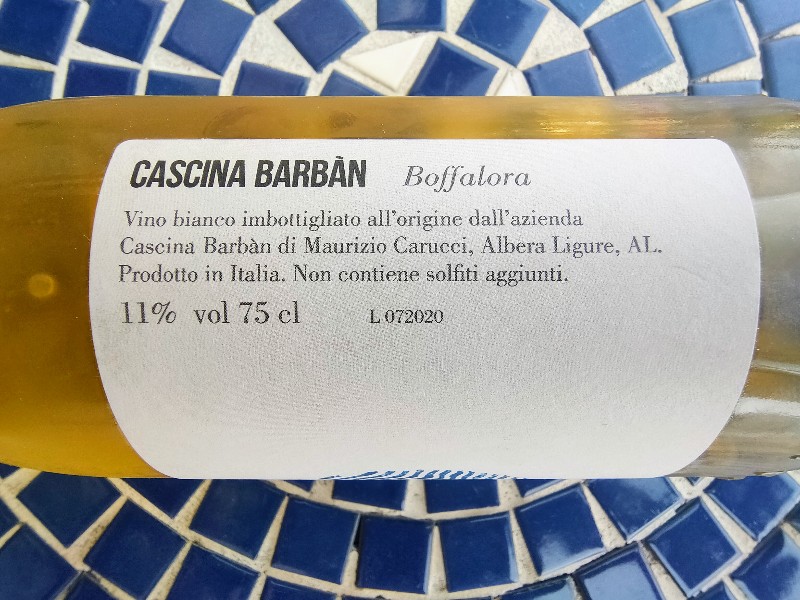 CASCINA BARBÀN Boffalora
Vino bianco imbottigliato all'origine dall'azienda
Cascina Barbàn di Maurizio Carucci, Albera Ligure, AL.
Prodotto in Italia. Non contiene solfiti aggiunti.
11% vol 75 cl L 072020